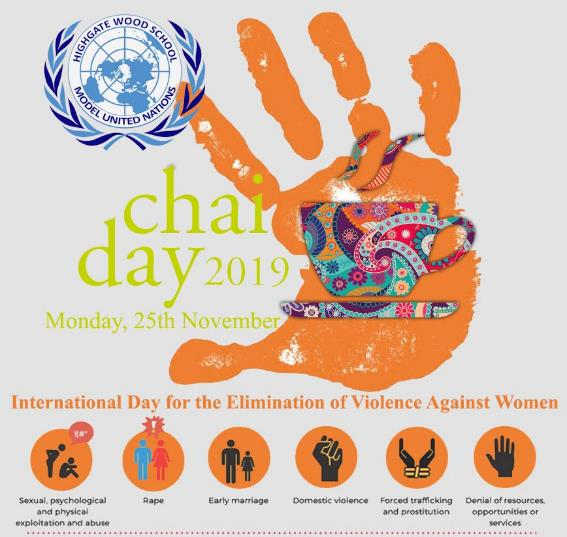 HIGHGATE WOOD SCHOOL
MODEL UNITED NATIONS
chai
day 2019
Monday, 25th November
International Day for the Elimination of Violence Against Women
!(#*
!
Sexual, psychological
and physical
exploitation and abuse
Rape
Early marriage
Domestic violence
Forced trafficking
and prostitution
Denial of resources,
opportunities or
services